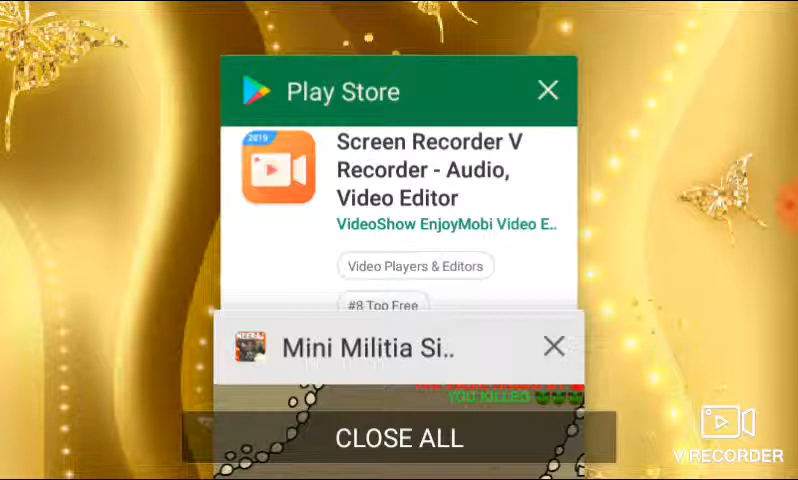 Play Store
2019
Screen Recorder V
Recorder - Audio,
Video Editor
VideoShow EnjoyMobi Video E..
Video Players & Editors
#8 Top Free
NEERAJ
Mini Militia Si..
YOU KILLED
CLOSE ALL
VRECORDER